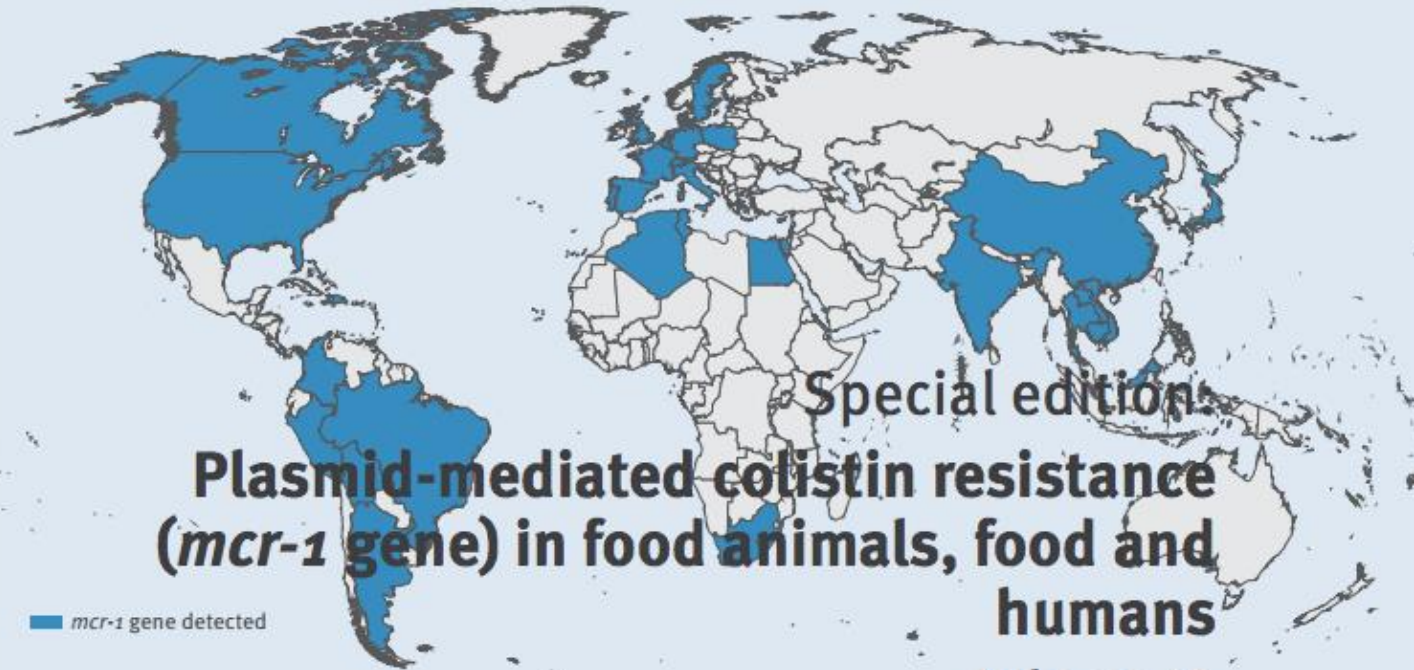 Special edition:
Plasmid-mediated colistin resistance
(mcr-1 gene) in food animals, food and
humans
mcr-1 gene detected